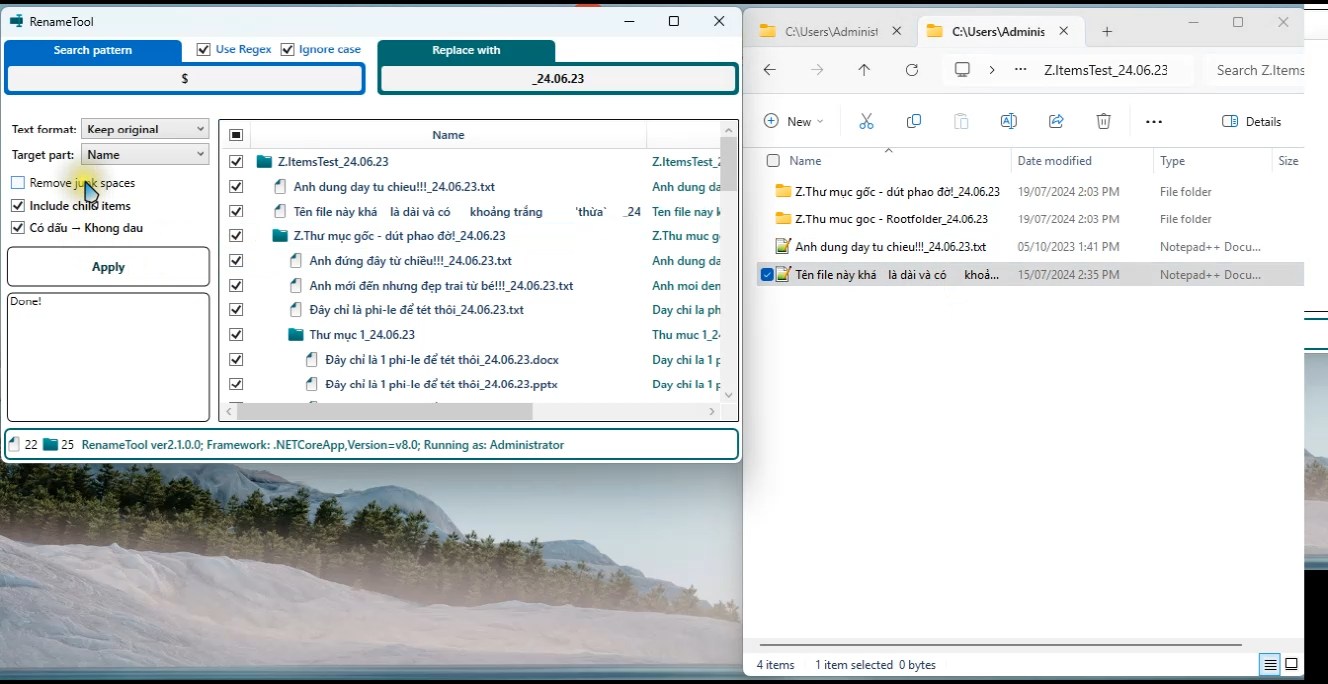 RenameTool
Search pattern
Use Regex
Ignore case
Replace with
$
_24.06.23
Text format:
Keep original
Target part:
Name
Remove junk spaces
Include child items
Có dấu → Khong dau
Apply
Done!
Name
Z.ItemsTest_24.06.23
Z.ItemsTest_2
Anh dung day tu chieu!!!_24.06.23.txt
Anh dung da
Tên file này khá    là dài và có      khoảng trắng          'thừa`    _24
Ten file nay k
Z.Thư mục gốc - dút phao đờ!_24.06.23
Z.Thu muc g
Anh đứng đây từ chiều!!!_24.06.23.txt
Anh dung da
Anh mới đến nhưng đẹp trai từ bé!!!_24.06.23.txt
Anh moi den
Đây chỉ là phi-le để tét thôi_24.06.23.txt
Day chi la ph
Thư mục 1_24.06.23
Thu muc 1_2
Đây chỉ là 1 phi-le để tét thôi_24.06.23.docx
Day chi la 1 p
Đây chỉ là 1 phi-le để tét thôi_24.06.23.pptx
Day chi la 1 p
22
25
RenameTool ver2.1.0.0; Framework: .NETCoreApp,Version=v8.0; Running as: Administrator
C:\Users\Administ
C:\Users\Adminis
Z.ItemsTest_24.06.23
Search Z.Items
New
Details
Name
Date modified
Type
Size
Z.Thư mục gốc - dút phao đờ!_24.06.23
19/07/2024 2:03 PM
File folder
Z.Thu muc goc - Rootfolder_24.06.23
19/07/2024 2:03 PM
File folder
Anh dung day tu chieu!!!_24.06.23.txt
05/10/2023 1:41 PM
Notepad++ Docu...
Tên file này khá    là dài và có      khoả...
15/07/2024 2:35 PM
Notepad++ Docu...
4 items
1 item selected  0 bytes